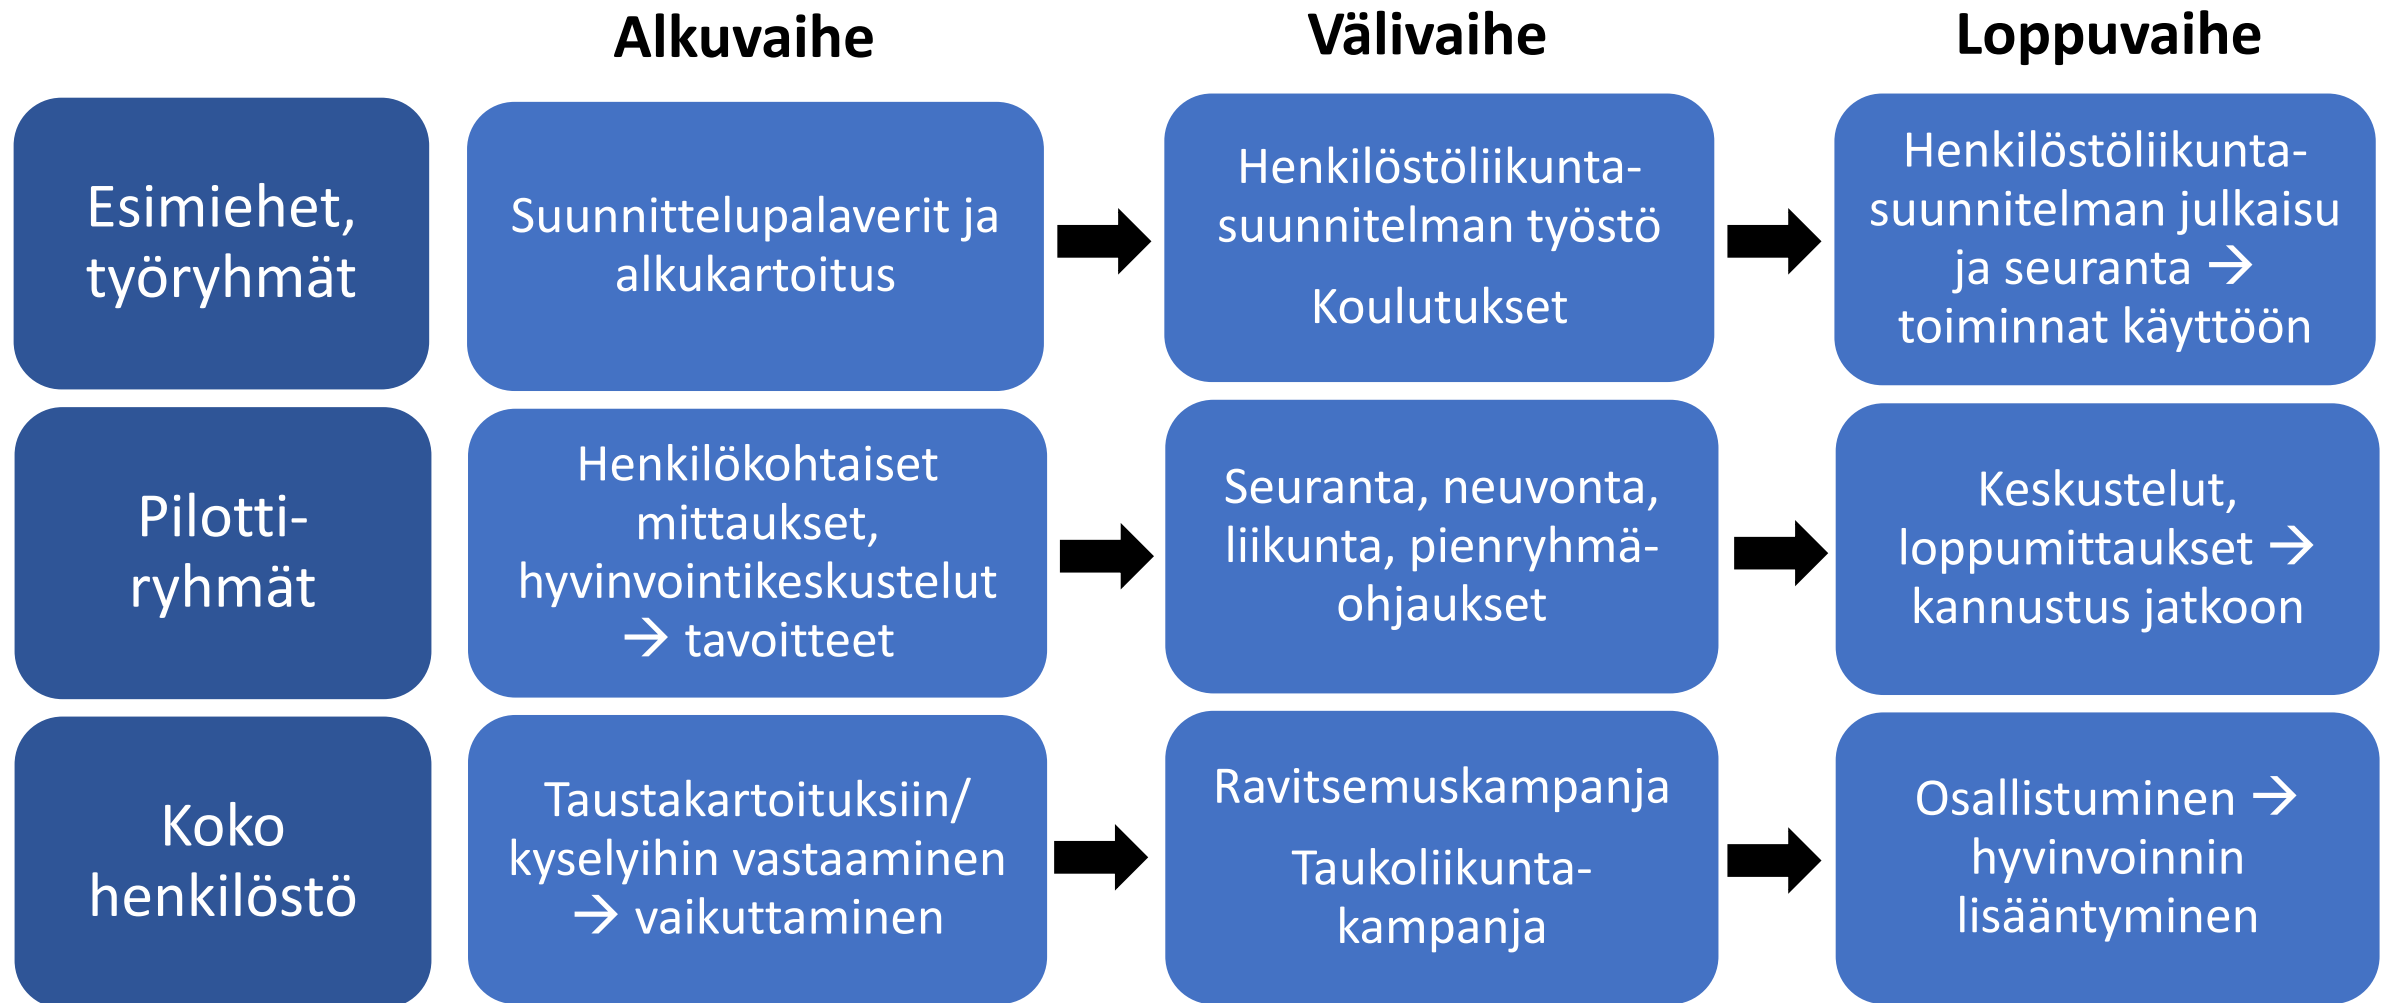 Alkuvaihe
Välivaihe
Loppuvaihe
Esimiehet,
työryhmät
Suunnittelupalaverit ja
alkukartoitus
Henkilöstöliikunta-
suunnitelman työstö
Koulutukset
Henkilöstöliikunta-
suunnitelman julkaisu
ja seuranta →
toiminnat käyttöön
Pilotti-
ryhmät
Henkilökohtaiset
mittaukset,
hyvinvointikeskustelut
→ tavoitteet
Seuranta, neuvonta,
liikunta, pienryhmä-
ohjaukset
Keskustelut,
loppumittaukset →
kannustus jatkoon
Koko
henkilöstö
Taustakartoituksiin/
kyselyihin vastaaminen
→ vaikuttaminen
Ravitsemuskampanja
Taukoliikunta-
kampanja
Osallistuminen →
hyvinvoinnin
lisääntyminen